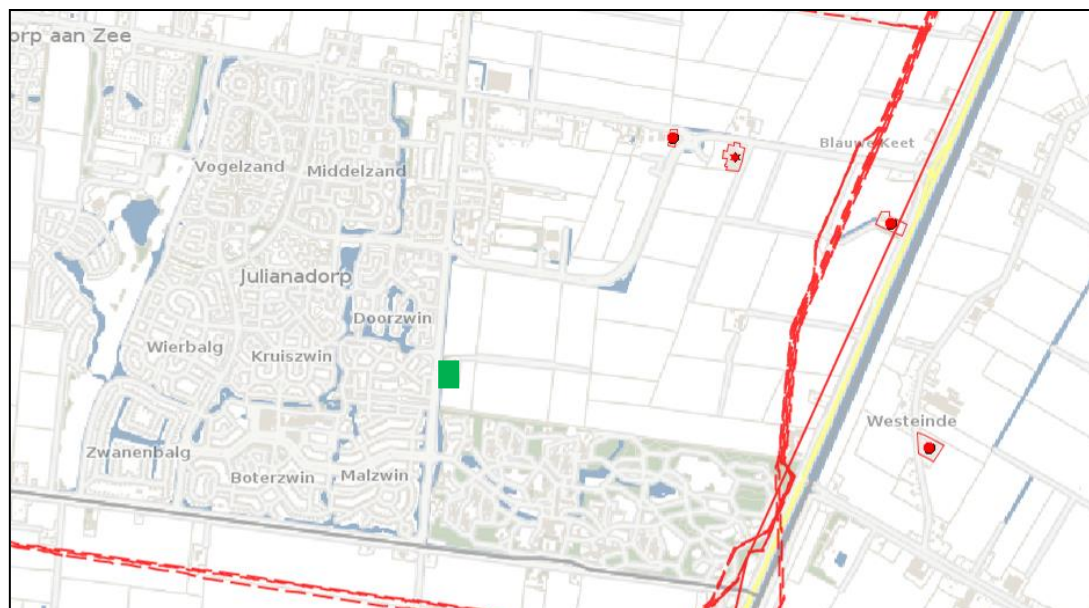 orp aan Zee
Blauwe Keet
Vogelzand
Middelzand
Julianadorp
Doorzwin
Wierbalg
Kruiszwin
Westeinde
Zwanenbalg
Boterzwin
Malzwin